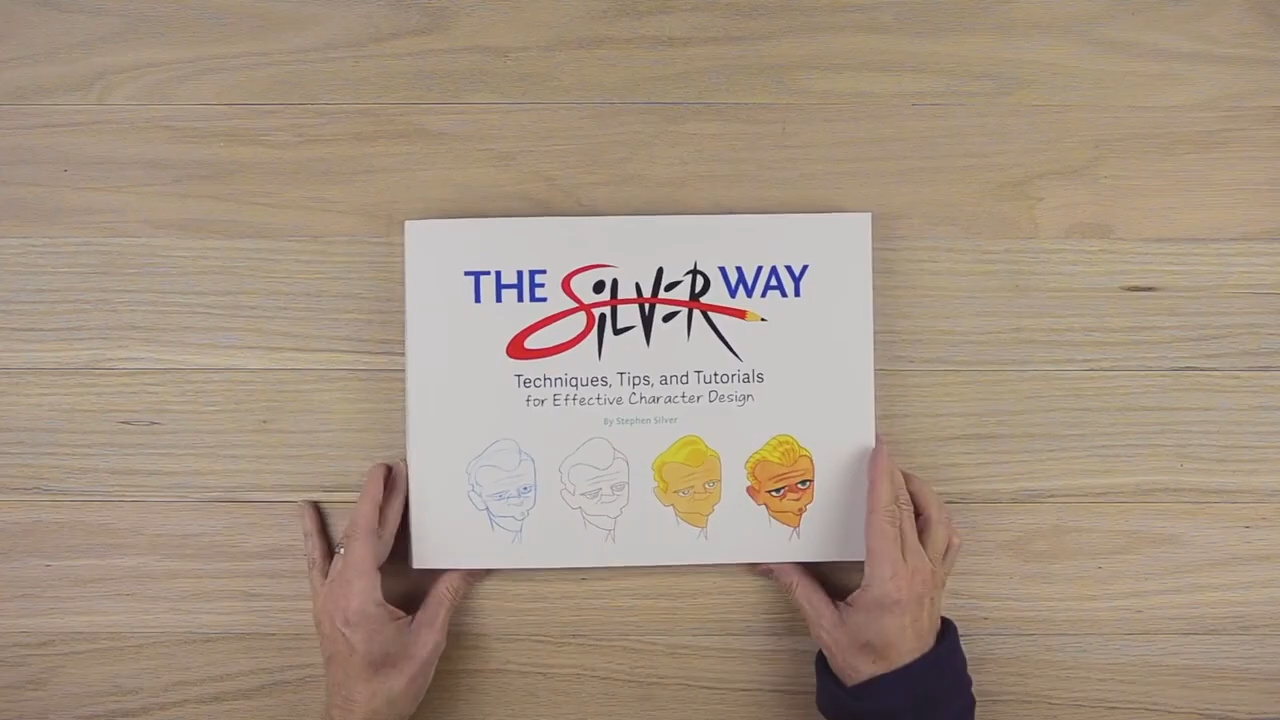 THE SiLVER WAY
Techniques, Tips, and Tutorials
for Effective Character Design
By Stephen Silver